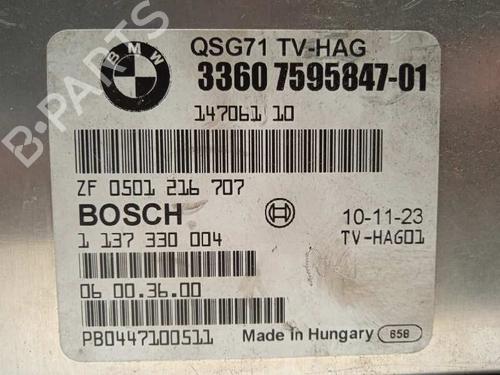 BMW
QSG71 TV-HAG
3360 7595847-01
147061 10
ZF 0501 216 707
BOSCH
10-11-23
1 137 330 004
TV-HAG01
06 00.36.00
PB0447100511
Made in Hungary 658
B-PARTS